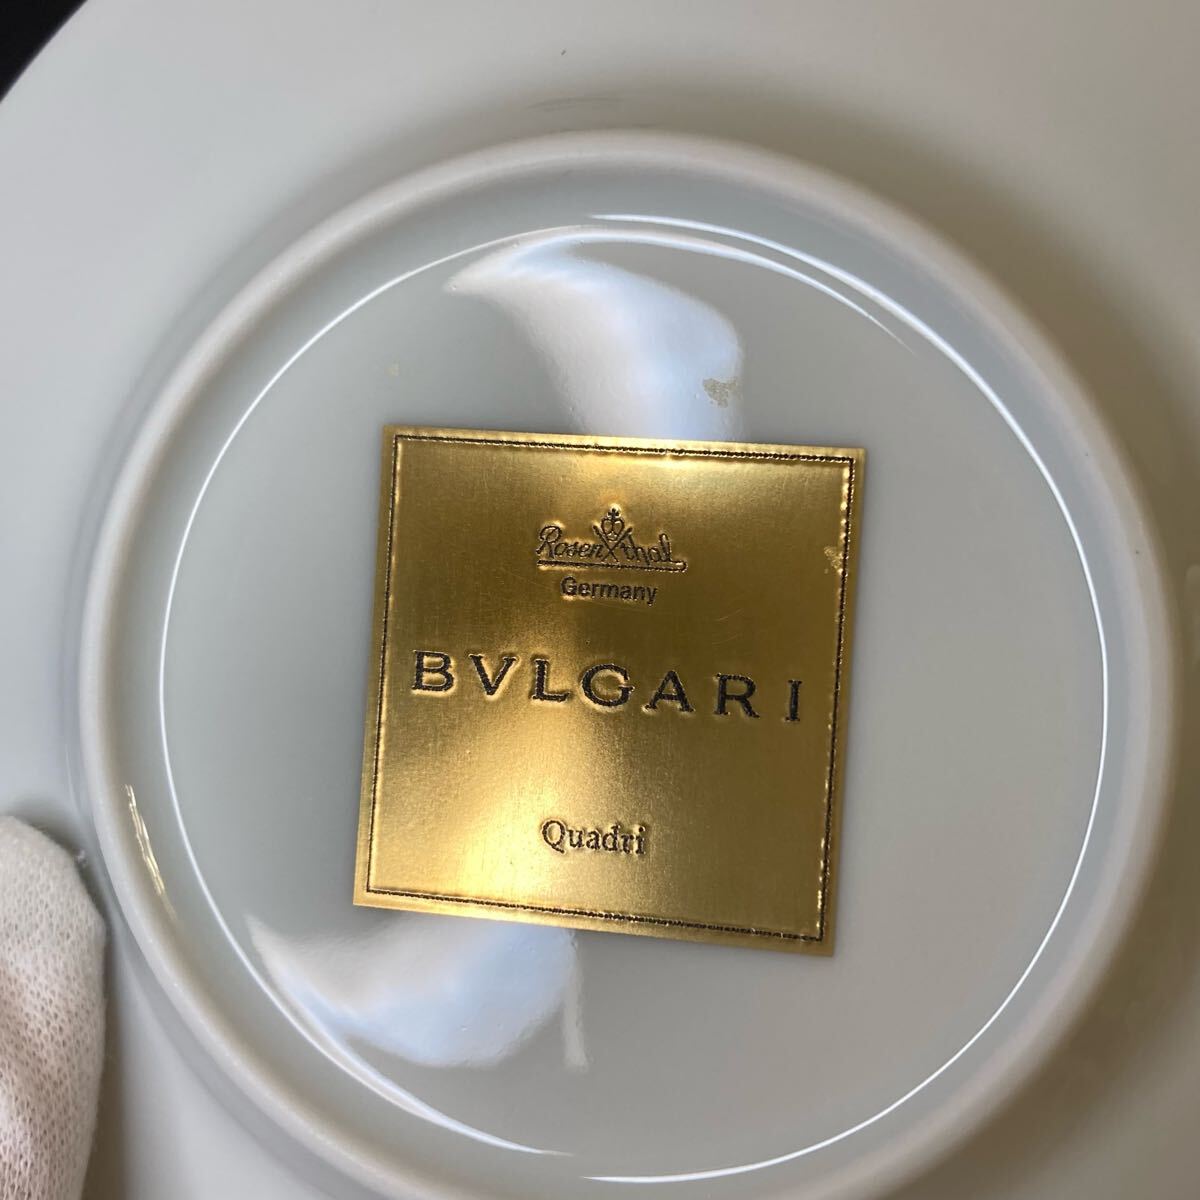 Rosenthal
Germany
BVLGARI
Quadri